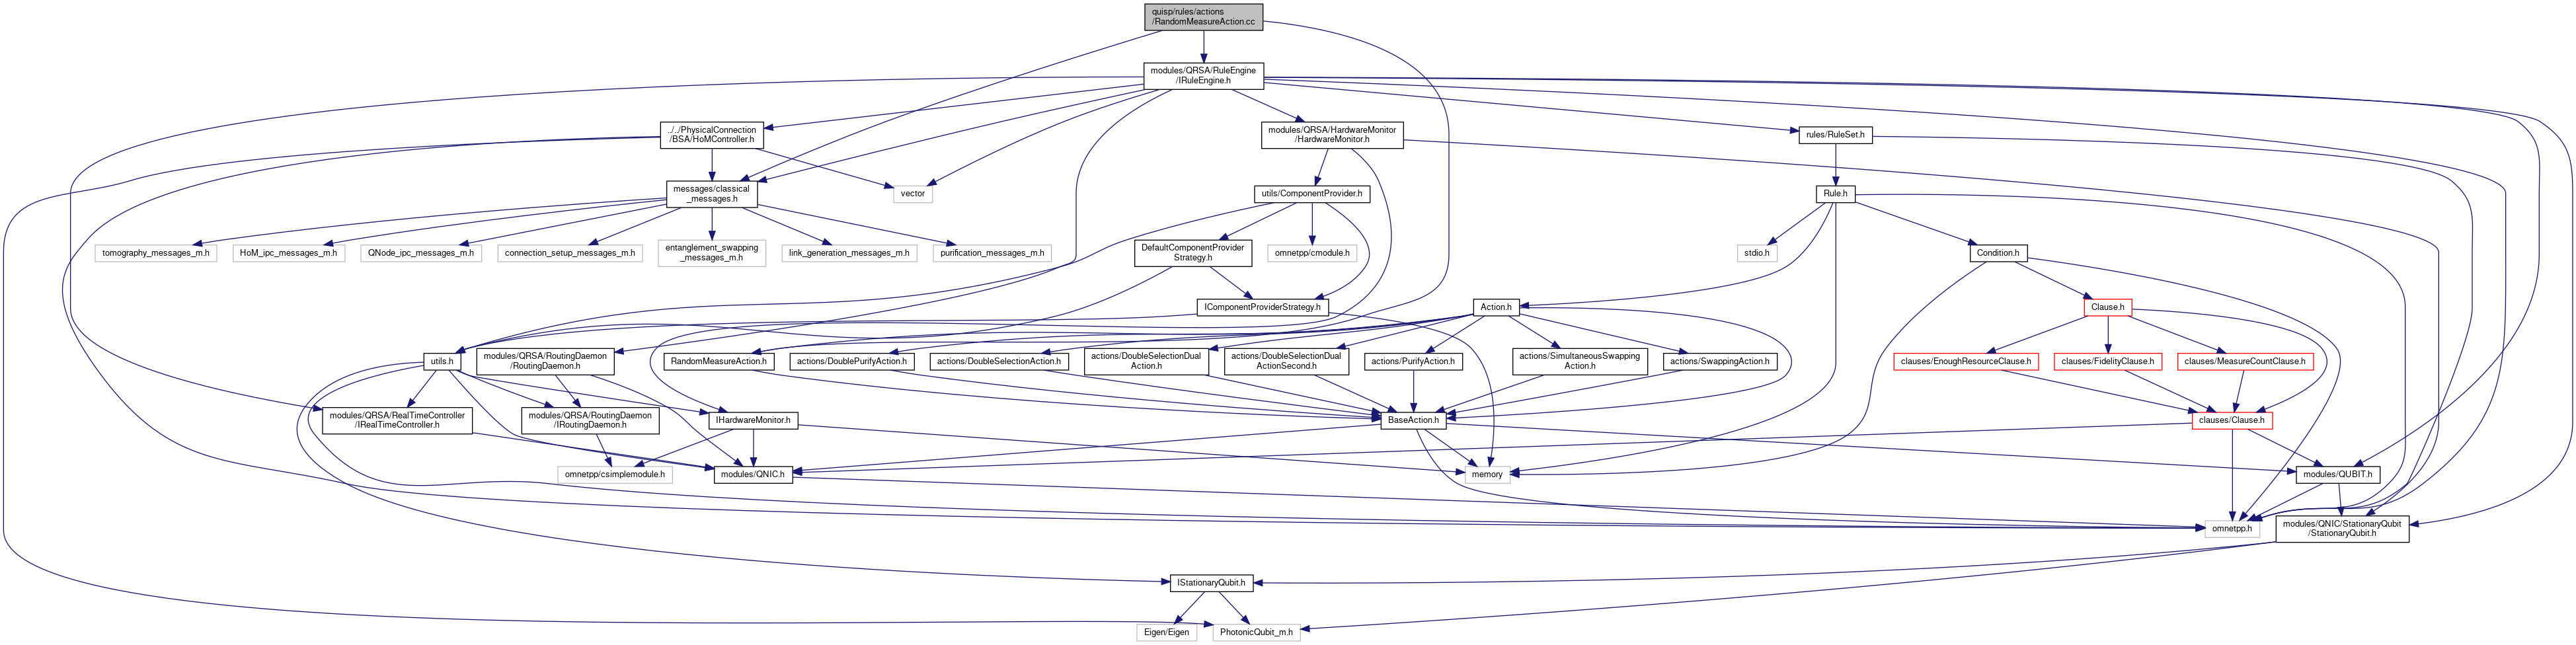 quisp/rules/actions
/RandomMeasureAction.cc
modules/QRSA/RuleEngine
/IRuleEngine.h
../../PhysicalConnection
/BSA/HoMController.h
modules/QRSA/HardwareMonitor
/HardwareMonitor.h
rules/RuleSet.h
messages/classical
_messages.h
vector
utils/ComponentProvider.h
Rule.h
tomography_messages_m.h
HoM_ipc_messages_m.h
QNode_ipc_messages_m.h
connection_setup_messages_m.h
entanglement_swapping
_messages_m.h
link_generation_messages_m.h
purification_messages_m.h
DefaultComponentProvider
Strategy.h
omnetpp/cmodule.h
stdio.h
Condition.h
IComponentProviderStrategy.h
Action.h
Clause.h
utils.h
modules/QRSA/RoutingDaemon
/RoutingDaemon.h
RandomMeasureAction.h
actions/DoublePurifyAction.h
actions/DoubleSelectionAction.h
actions/DoubleSelectionDual
Action.h
actions/DoubleSelectionDual
ActionSecond.h
actions/PurifyAction.h
actions/SimultaneousSwapping
Action.h
actions/SwappingAction.h
clauses/EnoughResourceClause.h
clauses/FidelityClause.h
clauses/MeasureCountClause.h
modules/QRSA/RealTimeController
/IRealTimeController.h
modules/QRSA/RoutingDaemon
/IRoutingDaemon.h
IHardwareMonitor.h
BaseAction.h
clauses/Clause.h
omnetpp/csimplemodule.h
modules/QNIC.h
memory
modules/QUBIT.h
omnetpp.h
modules/QNIC/StationaryQubit
/StationaryQubit.h
IStationaryQubit.h
Eigen/Eigen
PhotonicQubit_m.h